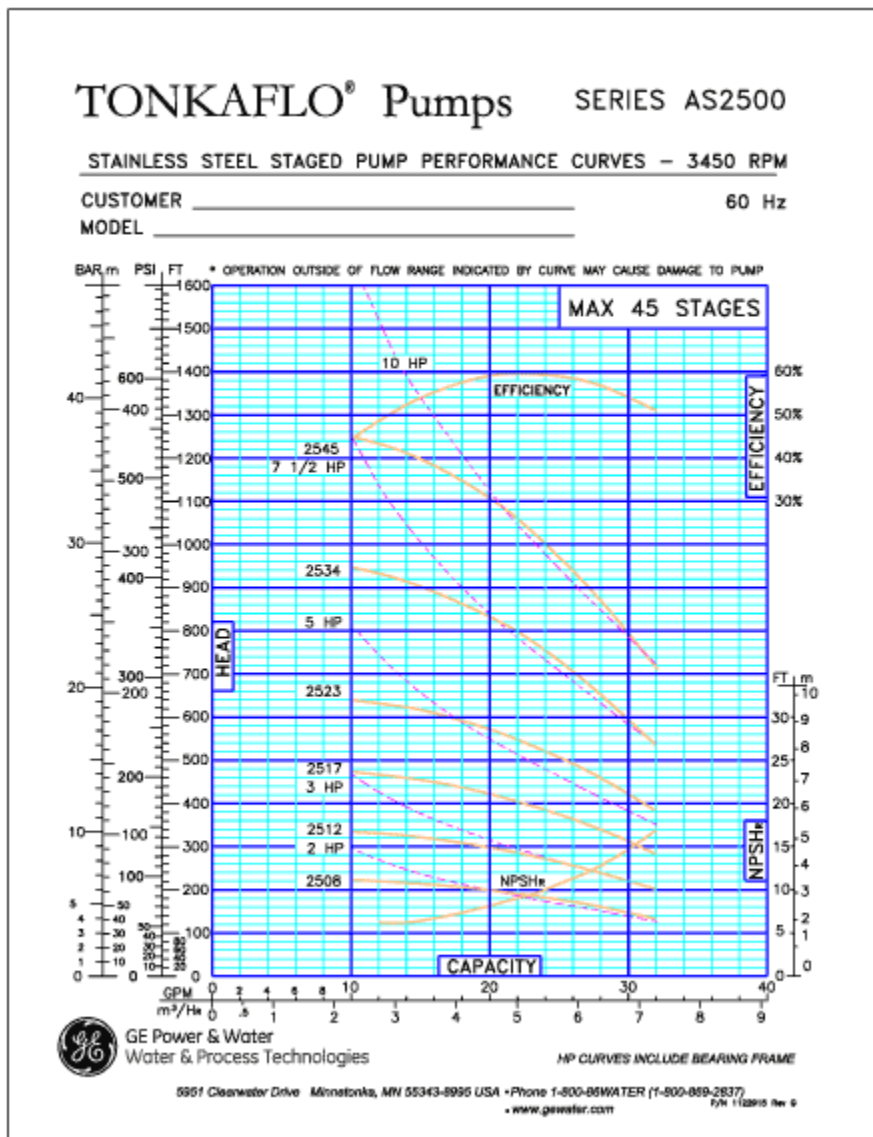 TONKAFLO® Pumps SERIES AS2500
STAINLESS STEEL STAGED PUMP PERFORMANCE CURVES – 3450 RPM
CUSTOMER
60 Hz
MODEL
BAR m PSI FT * OPERATION OUTSIDE OF FLOW RANGE INDICATED BY CURVE MAY CAUSE DAMAGE TO PUMP
MAX 45 STAGES
1600
1500
1400
1300
1200
1100
1000
900
800
700
600
500
400
300
200
100
0
600
500
400
300
200
100
50
40
30
20
10
0
400
300
200
100
50
40
30
20
10
0
40
30
20
10
5
4
3
2
1
0
10 HP
EFFICIENCY
2545
7 1/2 HP
2534
5 HP
2523
2517
3 HP
2512
2 HP
2508
NPSHR
HEAD
CAPACITY
60%
50%
40%
30%
EFFICIENCY
FT m
30
25
20
15
10
5
0
10
9
8
7
6
5
4
3
2
1
0
NPSHR
GPM 0 2 4 6 8 10 20 30 40
m³/HR 0 .5 1 2 3 4 5 6 7 8 9
GE Power & Water
Water & Process Technologies
HP CURVES INCLUDE BEARING FRAME
5951 Clearwater Drive Minnetonka, MN 55343-8995 USA •Phone 1-800-86WATER (1-800-869-2837)
• www.gewater.com
P/N 1122915 Rev G